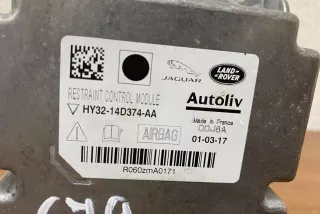 JAGUAR
LAND ROVER
RESTRAINT CONTROL MODULE
HY32-14D374-AA
Autoliv
Made in France
DDJ8A
AIRBAG
01-03-17
R060zmA0171